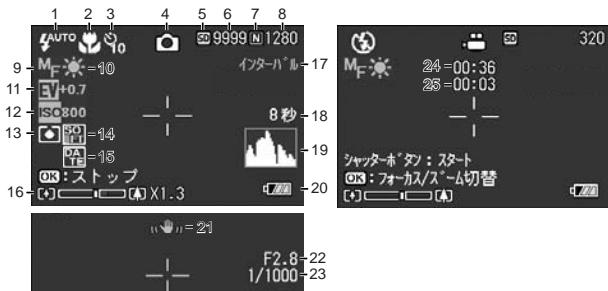 1 2 3 4 5 6 7 8
AUTO 10 SD 9999 N 1280
9 MF 10 インターバル 17
11 EV+0.7
12 ISO800 8秒 18
13 SOFT 14 19
DATE 15
OK:ストップ
16 X1.3 20
21
F2.8 22
1/1000 23
SD 320
MF 24 00:36
25 00:03
シャッターボタン:スタート
OK:フォーカス/ズーム切替